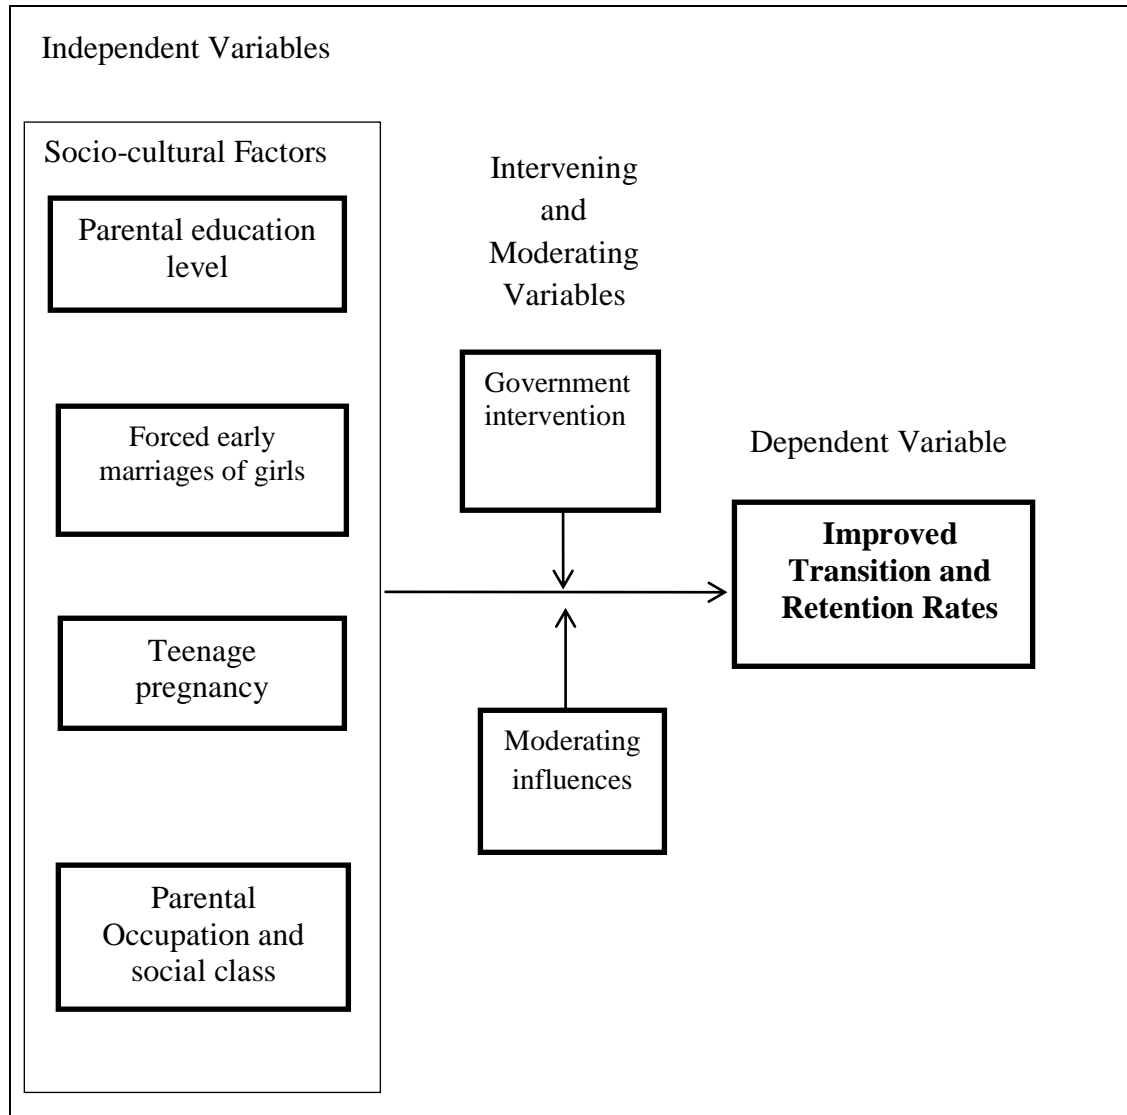 Independent Variables
Socio-cultural Factors
Parental education
level
Forced early
marriages of girls
Teenage
pregnancy
Parental
Occupation and
social class
Intervening
and
Moderating
Variables
Government
intervention
Moderating
influences
Dependent Variable
Improved
Transition and
Retention Rates